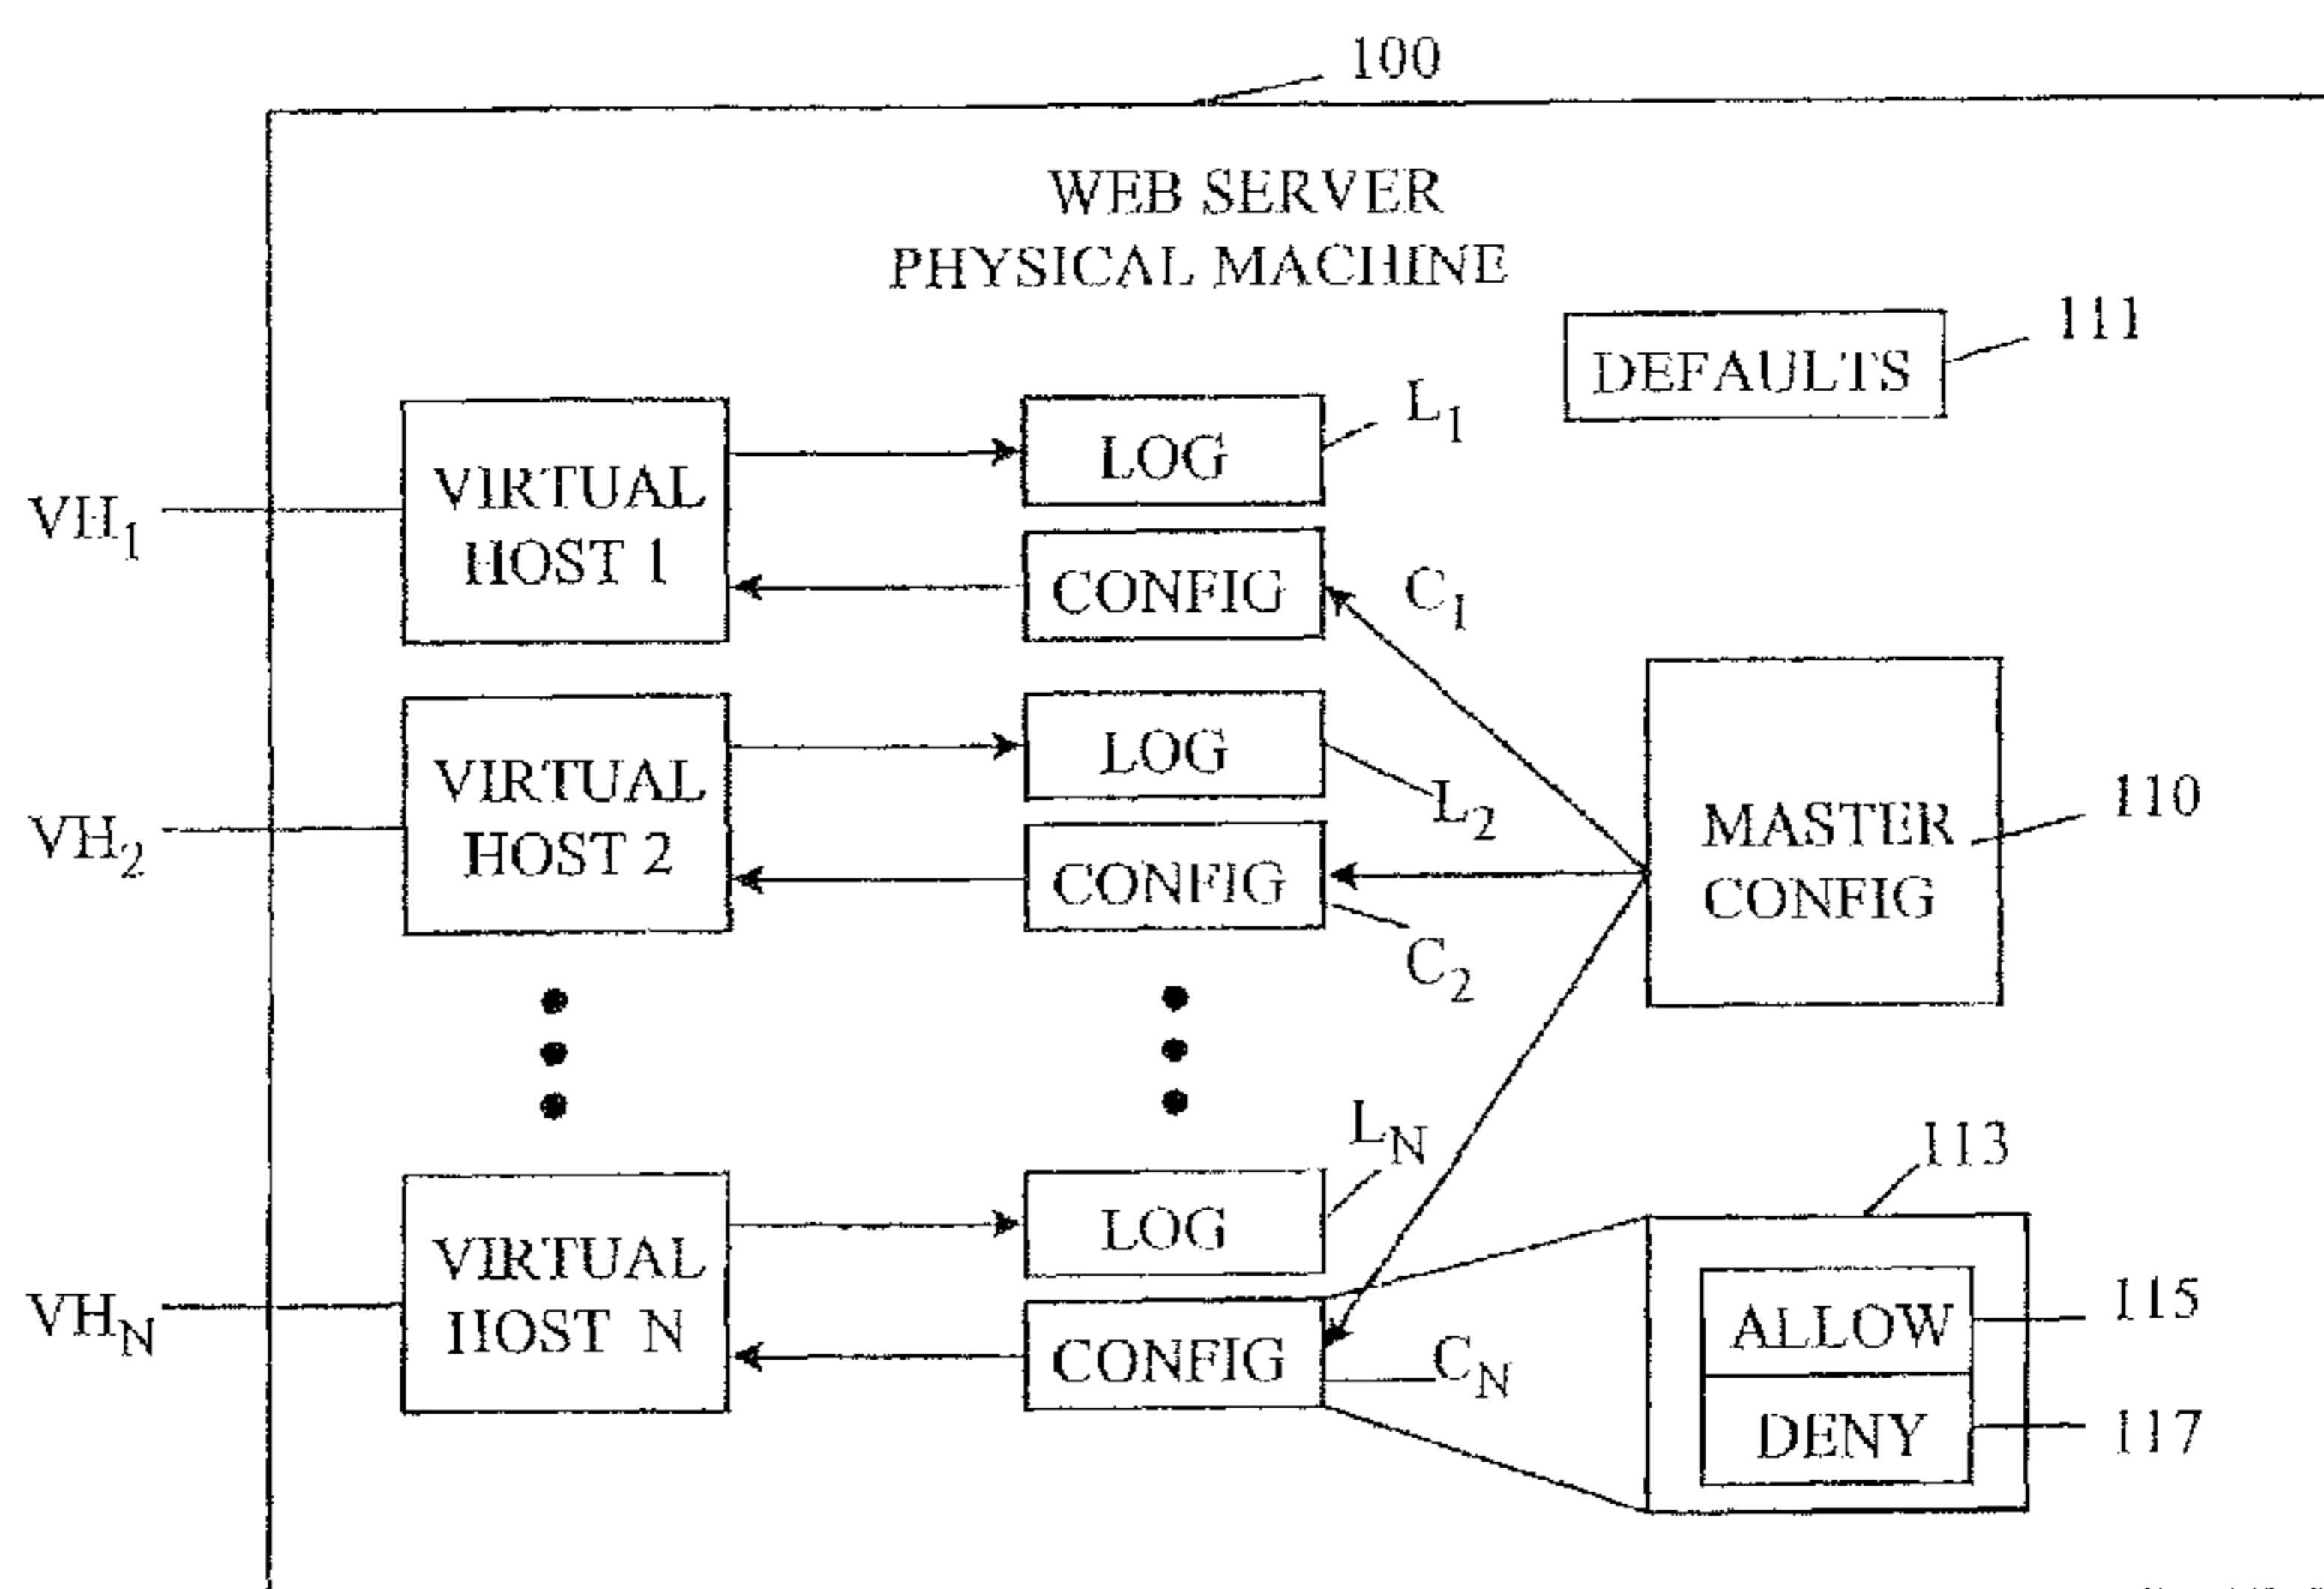 100
WEB SERVER
PHYSICAL MACHINE
111
DEFAULTS
L1
LOG
VIRTUAL
HOST 1
VH1
CONFIG
C1
LOG
L2
VIRTUAL
HOST 2
VH2
CONFIG
C2
110
MASTER
CONFIG
LN
113
LOG
VIRTUAL
HOST N
VHN
CONFIG
CN
ALLOW
115
DENY
117